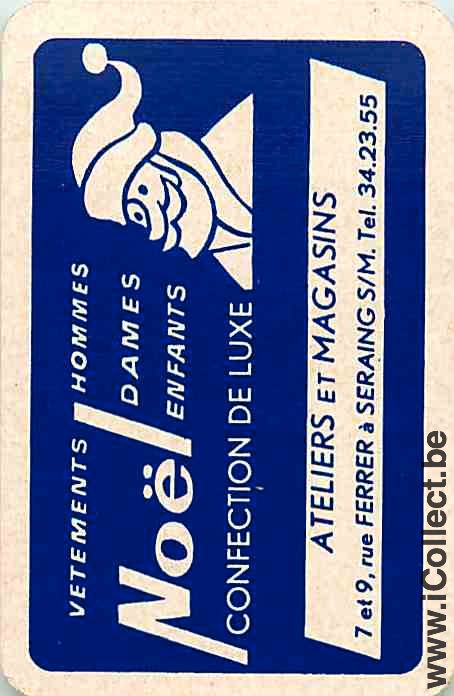 VETEMENTS
HOMMES
DAMES
ENFANTS
Noël
CONFECTION DE LUXE
ATELIERS ET MAGASINS
7 et 9, rue FERRER à SERAING S/M. Tel. 34.23.55
www.iCollect.be